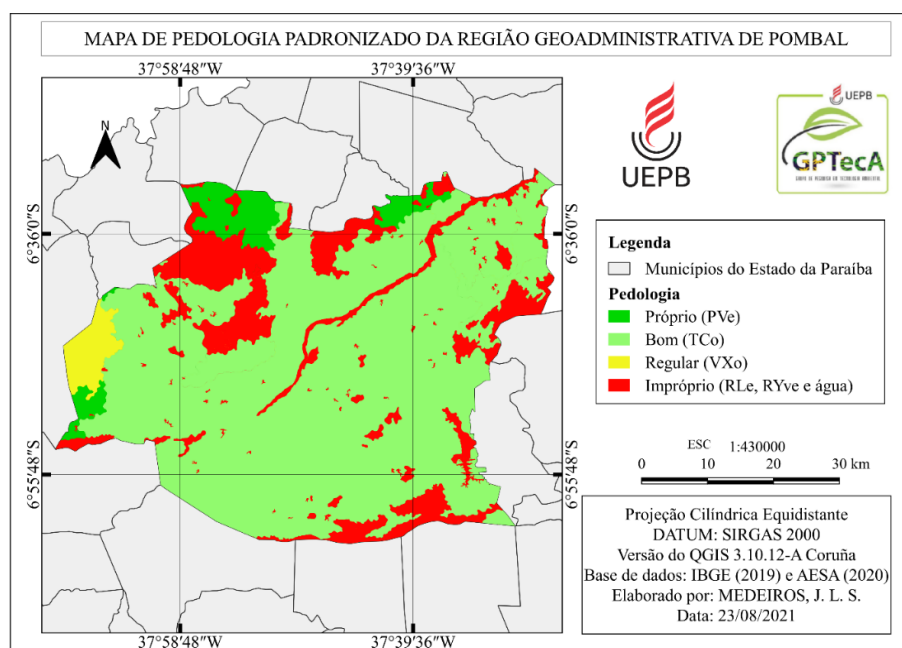 MAPA DE PEDOLOGIA PADRONIZADO DA REGIÃO GEOADMINISTRATIVA DE POMBAL
37°58′48″W 37°39′36″W
N
6°36′0″S 6°36′0″S
6°55′48″S 6°55′48″S
37°58′48″W 37°39′36″W
UEPB
UEPB
GPTecA
Legenda
Municípios do Estado da Paraíba
Pedologia
Próprio (PVe)
Bom (TCo)
Regular (VXo)
Impróprio (RLe, RYve e água)
ESC 1:430000
0 10 20 30 km
Projeção Cilíndrica Equidistante
DATUM: SIRGAS 2000
Versão do QGIS 3.10.12-A Coruña
Base de dados: IBGE (2019) e AESA (2020)
Elaborado por: MEDEIROS, J. L. S.
Data: 23/08/2021